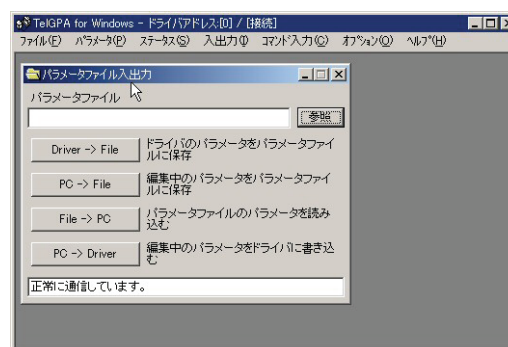 TelGPA for Windows - ドライバアドレス:[0] / [接続]
ファイル(F) パラメータ(P) ステータス(S) 入出力(I) コマンド入力(C) オプション(O) ヘルプ(H)
パラメータファイル入出力
パラメータファイル
参照
Driver -> File
ドライバのパラメータをパラメータファイ
ルに保存
PC -> File
編集中のパラメータをパラメータファイ
ルに保存
File -> PC
パラメータファイルのパラメータを読み
込む
PC -> Driver
編集中のパラメータをドライバに書き込
む
正常に通信しています。